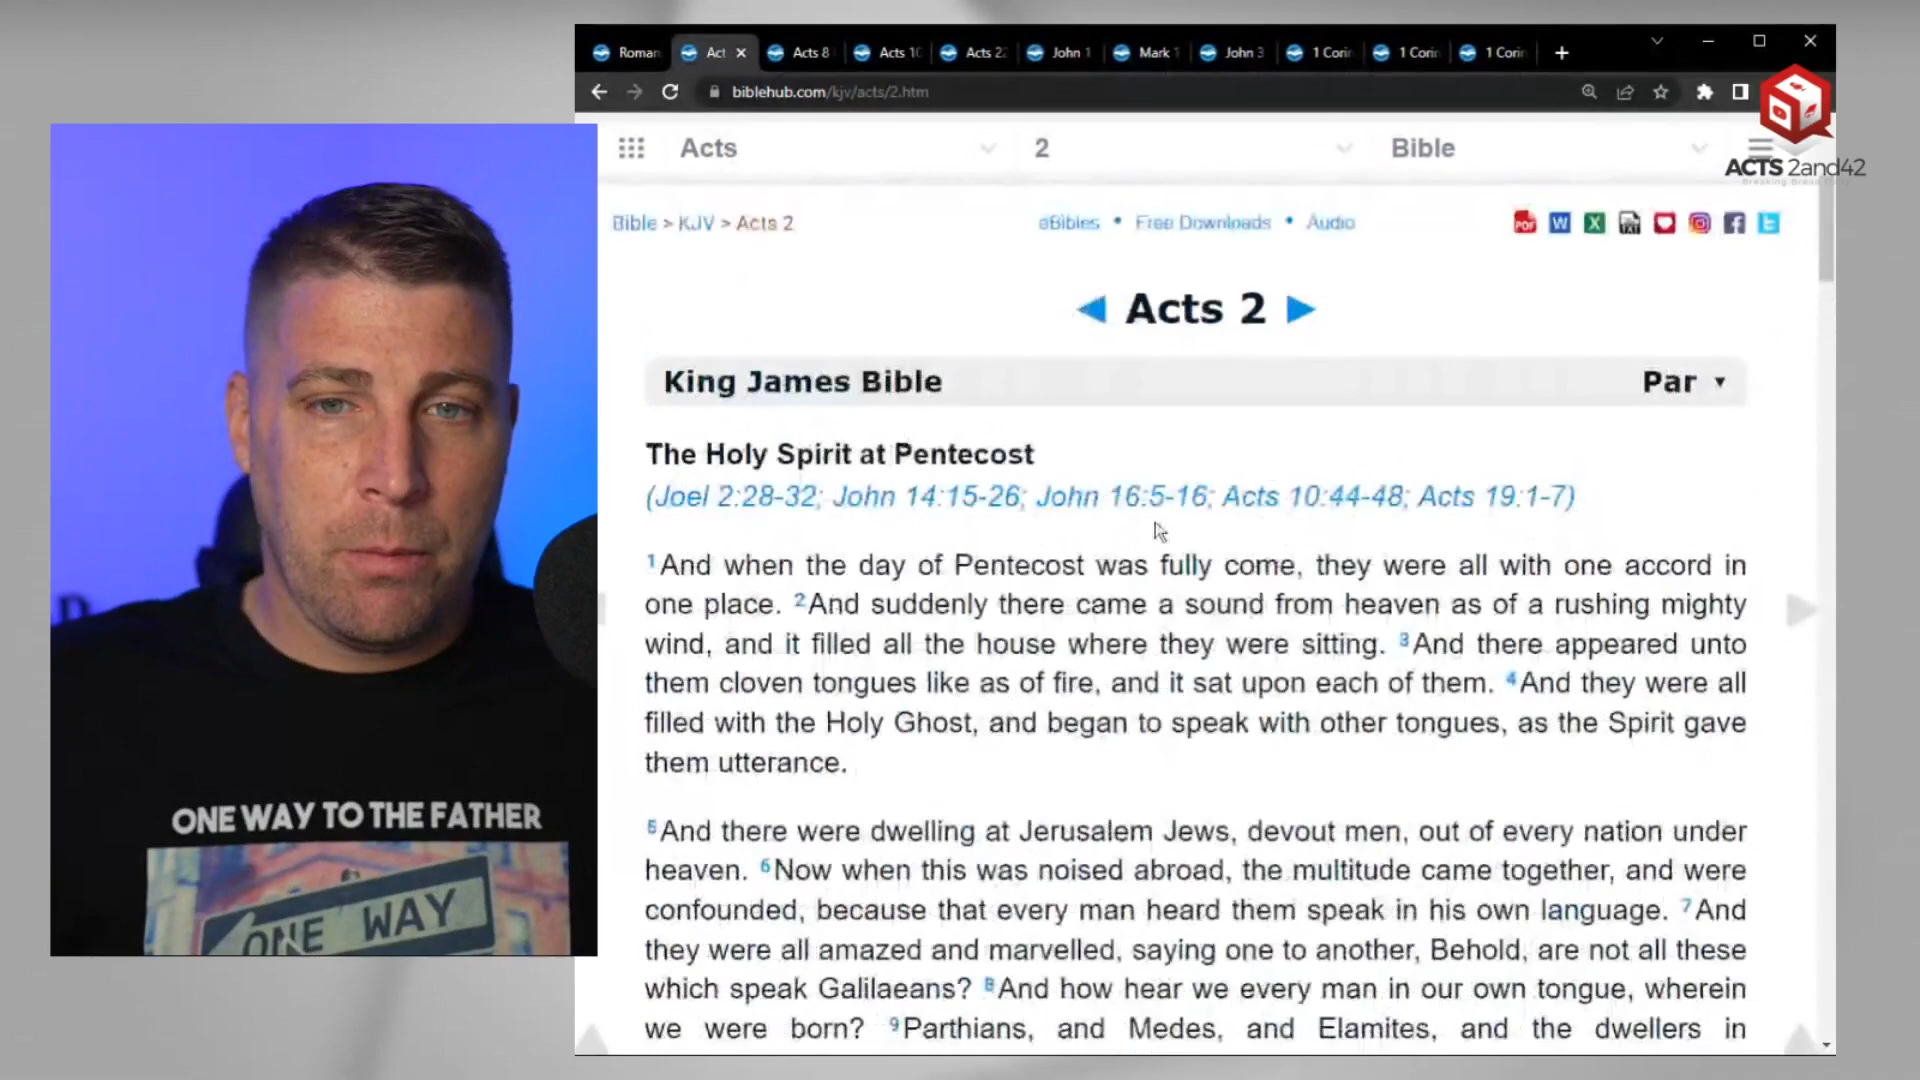 Roman
Act
Acts 8
Acts 10
Acts 22
John 1
Mark 1
John 3
1 Corin
1 Corin
1 Corin
biblehub.com/kjv/acts/2.htm
Acts
2
Bible
ACTS 2and42
Bible > KJV > Acts 2
eBibles • Free Downloads • Audio
PDF
W
X
TXT
Acts 2
King James Bible
Par
The Holy Spirit at Pentecost
(Joel 2:28-32; John 14:15-26; John 16:5-16; Acts 10:44-48; Acts 19:1-7)
1And when the day of Pentecost was fully come, they were all with one accord in
one place. 2And suddenly there came a sound from heaven as of a rushing mighty
wind, and it filled all the house where they were sitting. 3And there appeared unto
them cloven tongues like as of fire, and it sat upon each of them. 4And they were all
filled with the Holy Ghost, and began to speak with other tongues, as the Spirit gave
them utterance.
5And there were dwelling at Jerusalem Jews, devout men, out of every nation under
heaven. 6Now when this was noised abroad, the multitude came together, and were
confounded, because that every man heard them speak in his own language. 7And
they were all amazed and marvelled, saying one to another, Behold, are not all these
which speak Galilaeans? 8And how hear we every man in our own tongue, wherein
we were born? 9Parthians, and Medes, and Elamites, and the dwellers in
ONE WAY TO THE FATHER
ONE WAY